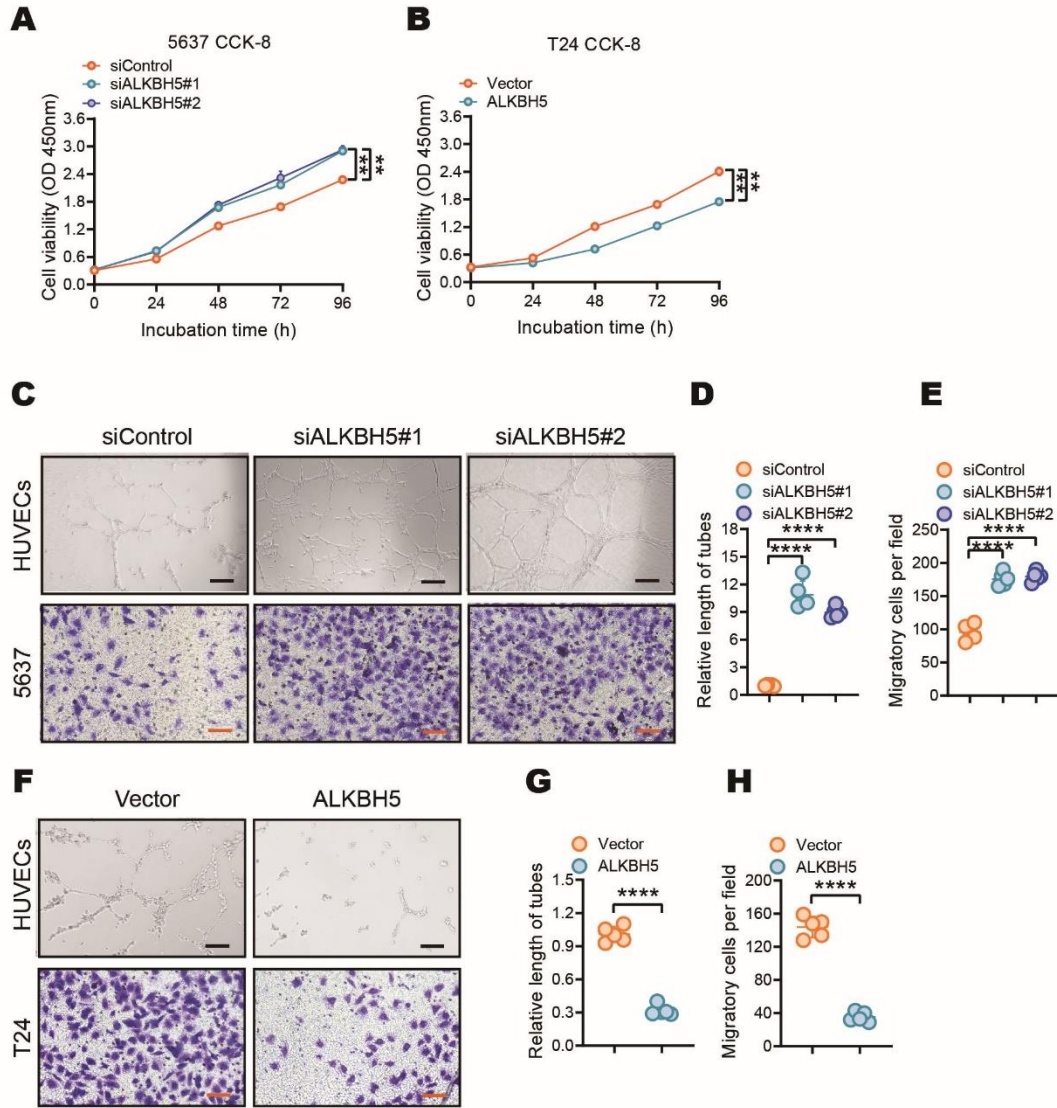 A
5637 CCK-8
siControl
siALKBH5#1
siALKBH5#2
Cell viability (OD 450nm)
3.6
3.0
2.4
1.8
1.2
0.6
0.0
0 24 48 72 96
Incubation time (h)
**
**
B
T24 CCK-8
Vector
ALKBH5
Cell viability (OD 450nm)
3.6
3.0
2.4
1.8
1.2
0.6
0.0
0 24 48 72 96
Incubation time (h)
**
**
C
siControl siALKBH5#1 siALKBH5#2
HUVECs
5637
D
siControl
siALKBH5#1
siALKBH5#2
****
****
Relative length of tubes
18
15
12
9
6
3
0
E
siControl
siALKBH5#1
siALKBH5#2
****
****
Migratory cells per field
250
200
150
100
50
0
F
Vector ALKBH5
HUVECs
T24
G
Vector
ALKBH5
****
Relative length of tubes
1.5
1.2
0.9
0.6
0.3
0.0
H
Vector
ALKBH5
****
Migratory cells per field
200
160
120
80
40
0